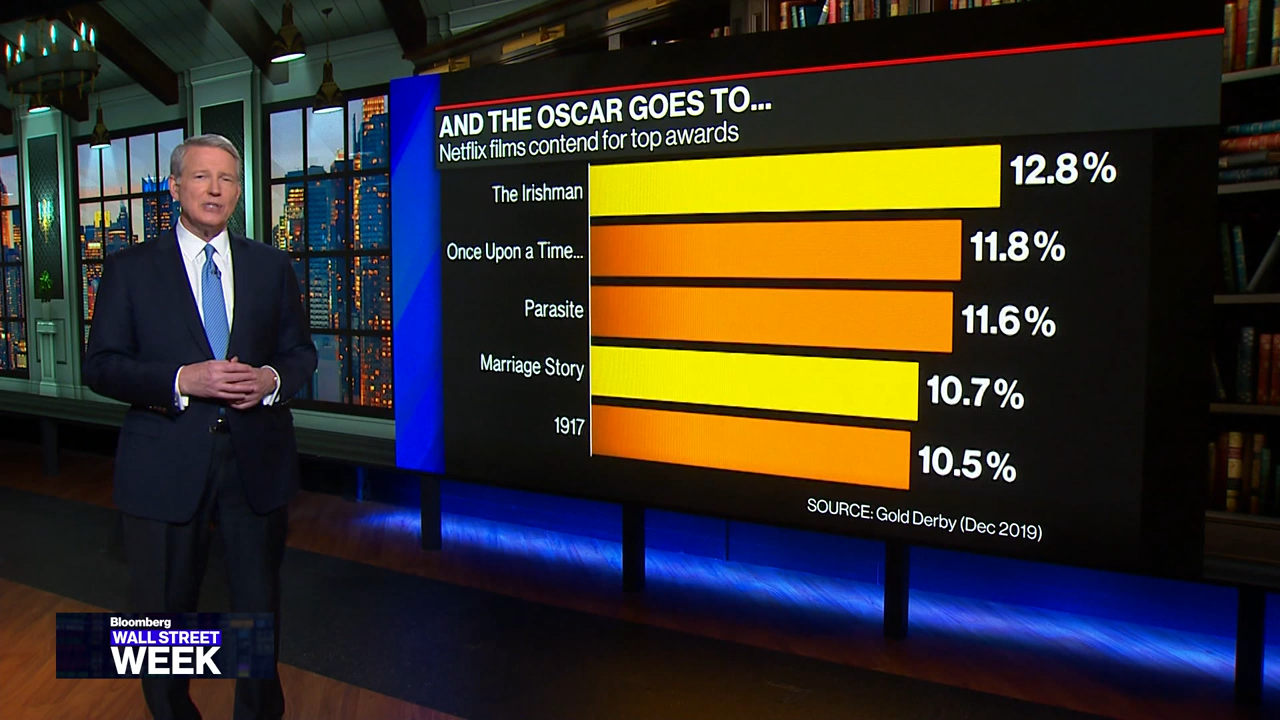 AND THE OSCAR GOES TO...
Netflix films contend for top awards
The Irishman 12.8%
Once Upon a Time... 11.8%
Parasite 11.6%
Marriage Story 10.7%
1917 10.5%
SOURCE: Gold Derby (Dec 2019)
Bloomberg
WALL STREET
WEEK